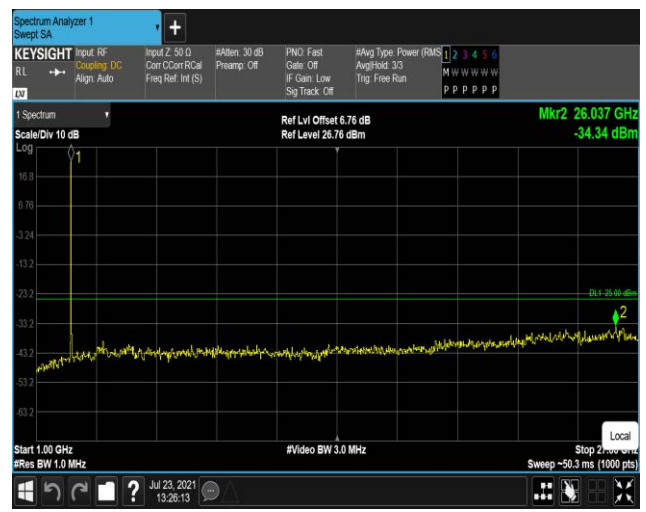 Spectrum Analyzer 1
Swept SA
+
KEYSIGHT Input: RF Input Z: 50 Ω #Atten: 30 dB PNO: Fast #Avg Type: Power (RMS 1 2 3 4 5 6
RL Coupling: DC Corr CCorr RCal Preamp: Off Gate: Off Avg|Hold: 3/3 M W W W W W
Align: Auto Freq Ref: Int (S) IF Gain: Low Trig: Free Run
LXI Sig Track: Off P P P P P P
1 Spectrum Ref Lvl Offset 6.76 dB Mkr2 26.037 GHz
Scale/Div 10 dB Ref Level 26.76 dBm -34.34 dBm
Log
1
16.8
6.76
-3.24
-13.2
-23.2
DL1 -25.00 dBm
2
-33.2
-43.2
-53.2
-63.2
Local
Start 1.00 GHz #Video BW 3.0 MHz Stop 27.00 GHz
#Res BW 1.0 MHz Sweep ~50.3 ms (1000 pts)
? Jul 23, 2021
13:26:13